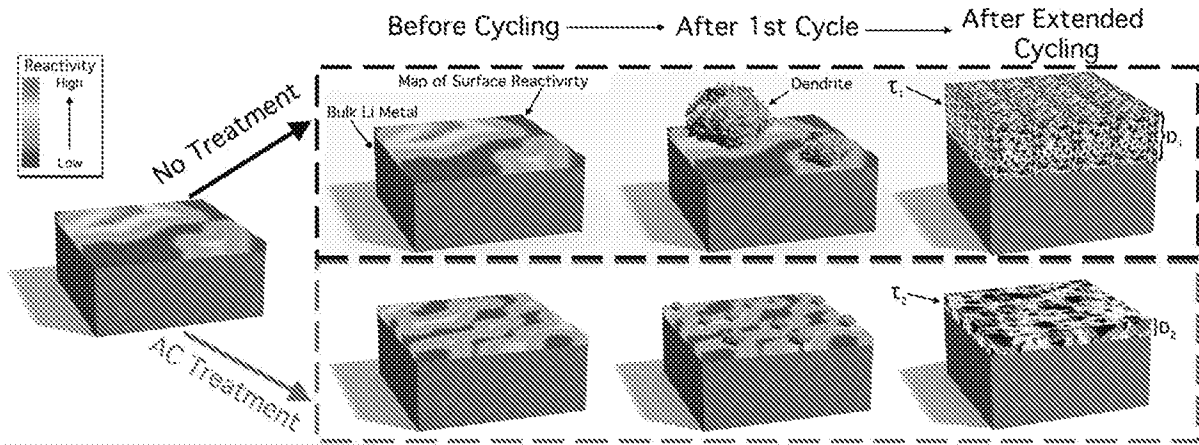 Before Cycling
After 1st Cycle
After Extended
Cycling
Reactivity
High
Low
No Treatment
AC Treatment
Map of Surface Reactivirty
Bulk Li Metal
Dendrite
τ₁
D₁
τ₂
D₂